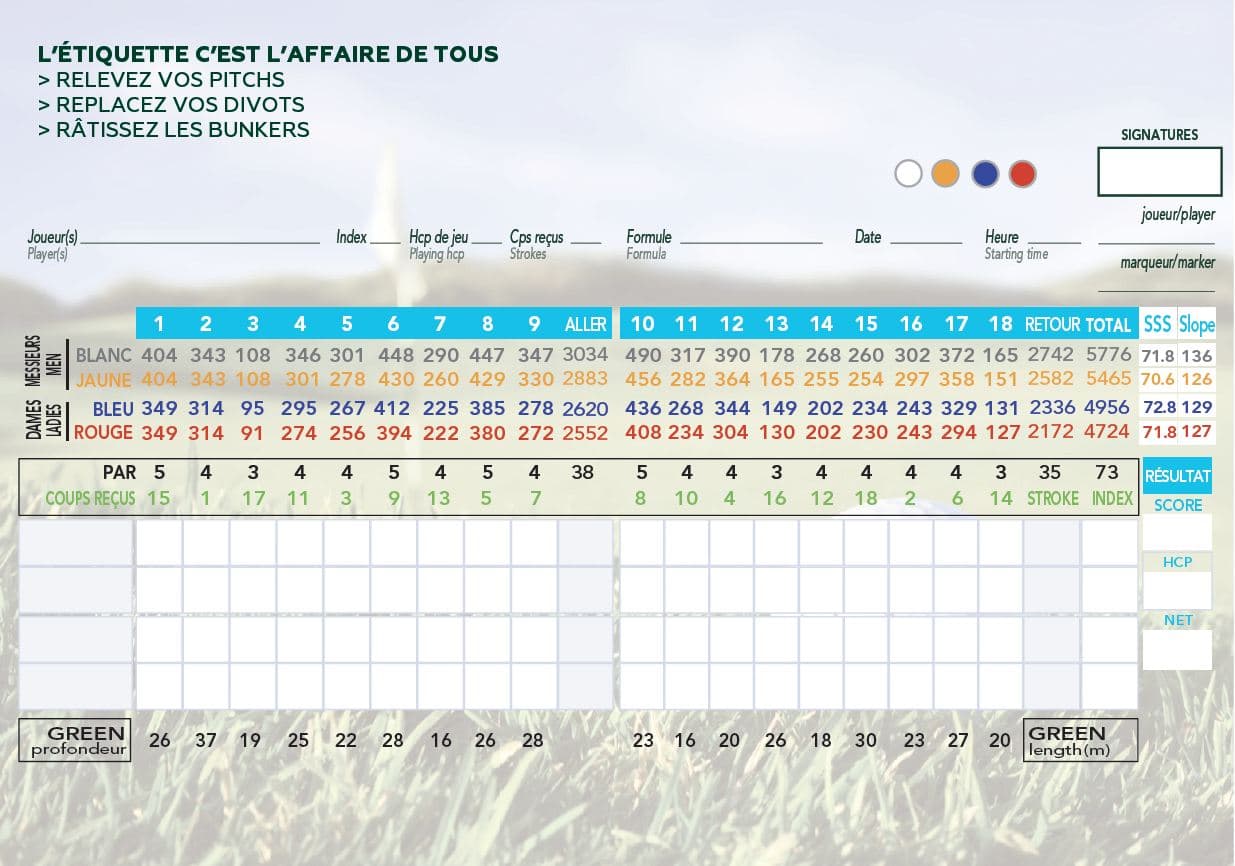 L'ÉTIQUETTE C'EST L'AFFAIRE DE TOUS
> RELEVEZ VOS PITCHS
> REPLACEZ VOS DIVOTS
> RÂTISSEZ LES BUNKERS
SIGNATURES
joueur/player
Joueur(s) Index Hcp de jeu Cps reçus Formule Date Heure
Player(s) Playing hcp Strokes Formula Starting time
marqueur/marker
1 2 3 4 5 6 7 8 9 ALLER 10 11 12 13 14 15 16 17 18 RETOUR TOTAL SSS Slope
MESSIEURS
MEN
BLANC 404 343 108 346 301 448 290 447 347 3034 490 317 390 178 268 260 302 372 165 2742 5776 71.8 136
JAUNE 404 343 108 301 278 430 260 429 330 2883 456 282 364 165 255 254 297 358 151 2582 5465 70.6 126
DAMES
LADIES
BLEU 349 314 95 295 267 412 225 385 278 2620 436 268 344 149 202 234 243 329 131 2336 4956 72.8 129
ROUGE 349 314 91 274 256 394 222 380 272 2552 408 234 304 130 202 230 243 294 127 2172 4724 71.8 127
PAR 5 4 3 4 4 5 4 5 4 38 5 4 4 3 4 4 4 4 3 35 73 RÉSULTAT
COUPS REÇUS 15 1 17 11 3 9 13 5 7 8 10 4 16 12 18 2 6 14 STROKE INDEX
SCORE
HCP
NET
GREEN
profondeur
26 37 19 25 22 28 16 26 28 23 16 20 26 18 30 23 27 20
GREEN
length(m)